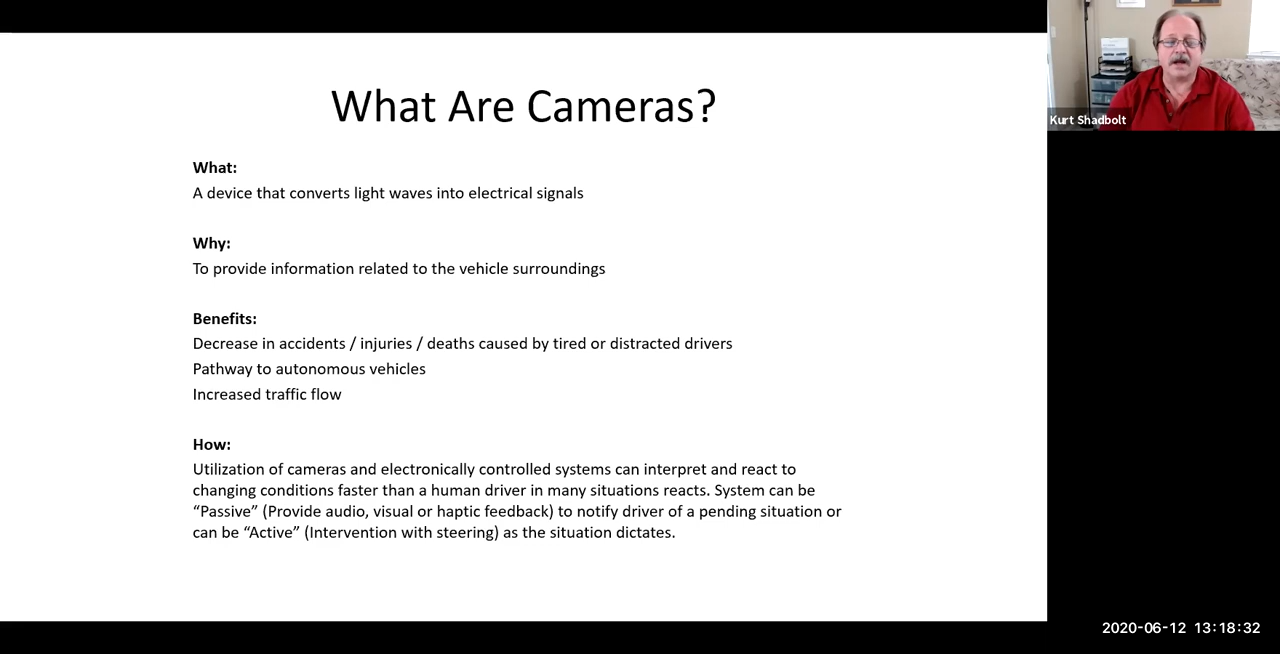 What Are Cameras?
What:
A device that converts light waves into electrical signals
Why:
To provide information related to the vehicle surroundings
Benefits:
Decrease in accidents / injuries / deaths caused by tired or distracted drivers
Pathway to autonomous vehicles
Increased traffic flow
How:
Utilization of cameras and electronically controlled systems can interpret and react to
changing conditions faster than a human driver in many situations reacts. System can be
“Passive” (Provide audio, visual or haptic feedback) to notify driver of a pending situation or
can be “Active” (Intervention with steering) as the situation dictates.
Kurt Shadbolt
2020-06-12 13:18:32